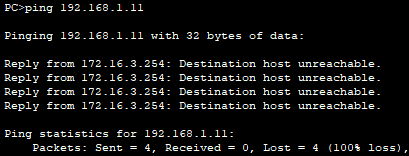 PC>ping 192.168.1.11
Pinging 192.168.1.11 with 32 bytes of data:
Reply from 172.16.3.254: Destination host unreachable.
Reply from 172.16.3.254: Destination host unreachable.
Reply from 172.16.3.254: Destination host unreachable.
Reply from 172.16.3.254: Destination host unreachable.
Ping statistics for 192.168.1.11:
Packets: Sent = 4, Received = 0, Lost = 4 (100% loss),